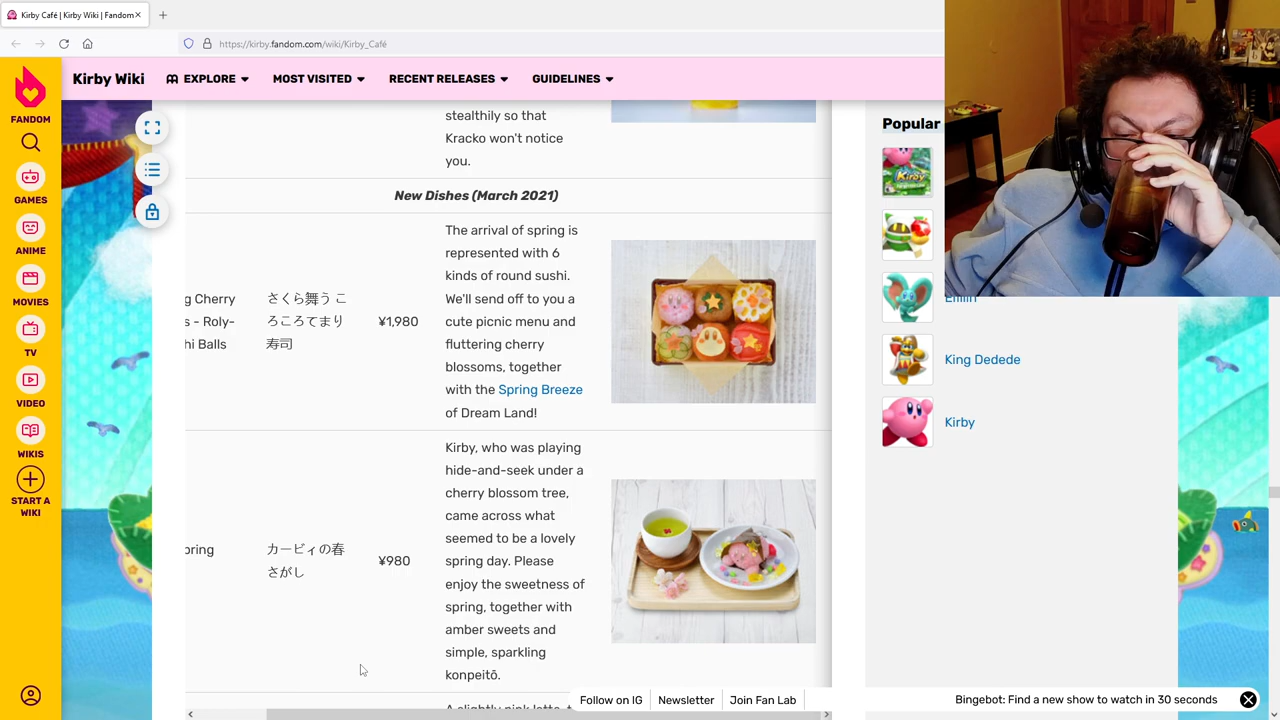 Kirby Café | Kirby Wiki | Fandom
https://kirby.fandom.com/wiki/Kirby_Café
FANDOM
GAMES
ANIME
MOVIES
TV
VIDEO
WIKIS
START A
WIKI
Kirby Wiki
EXPLORE
MOST VISITED
RECENT RELEASES
GUIDELINES
stealthily so that
Kracko won't notice
you.
New Dishes (March 2021)
g Cherry
s - Roly-
hi Balls
さくら舞う こ
ろころてまり
寿司
¥1,980
The arrival of spring is
represented with 6
kinds of round sushi.
We'll send off to you a
cute picnic menu and
fluttering cherry
blossoms, together
with the Spring Breeze
of Dream Land!
pring
カービィの春
さがし
¥980
Kirby, who was playing
hide-and-seek under a
cherry blossom tree,
came across what
seemed to be a lovely
spring day. Please
enjoy the sweetness of
spring, together with
amber sweets and
simple, sparkling
konpeitō.
Popular
Elfilin
King Dedede
Kirby
Follow on IG
Newsletter
Join Fan Lab
Bingebot: Find a new show to watch in 30 seconds